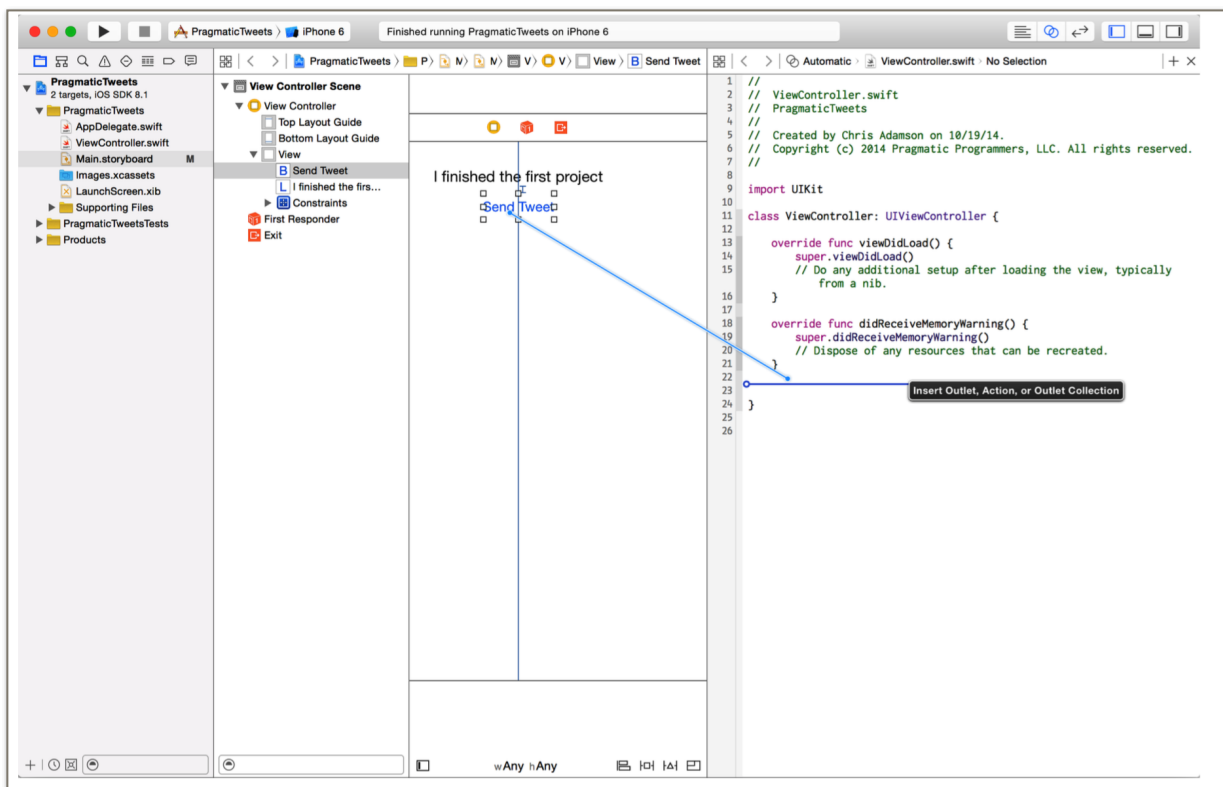 PragmaticTweets
iPhone 6
Finished running PragmaticTweets on iPhone 6
PragmaticTweets
2 targets, iOS SDK 8.1
PragmaticTweets
AppDelegate.swift
ViewController.swift
Main.storyboard M
Images.xcassets
LaunchScreen.xib
Supporting Files
PragmaticTweetsTests
Products
PragmaticTweets P M M V V View B Send Tweet
View Controller Scene
View Controller
Top Layout Guide
Bottom Layout Guide
View
B Send Tweet
L I finished the firs...
Constraints
First Responder
Exit
I finished the first project
Send Tweet
wAny hAny
Automatic ViewController.swift No Selection
1 //
2 // ViewController.swift
3 // PragmaticTweets
4 //
5 // Created by Chris Adamson on 10/19/14.
6 // Copyright (c) 2014 Pragmatic Programmers, LLC. All rights reserved.
7 //
8
9 import UIKit
10
11 class ViewController: UIViewController {
12
13 override func viewDidLoad() {
14 super.viewDidLoad()
15 // Do any additional setup after loading the view, typically
from a nib.
16 }
17
18 override func didReceiveMemoryWarning() {
19 super.didReceiveMemoryWarning()
20 // Dispose of any resources that can be recreated.
21 }
22
23
Insert Outlet, Action, or Outlet Collection
24 }
25
26